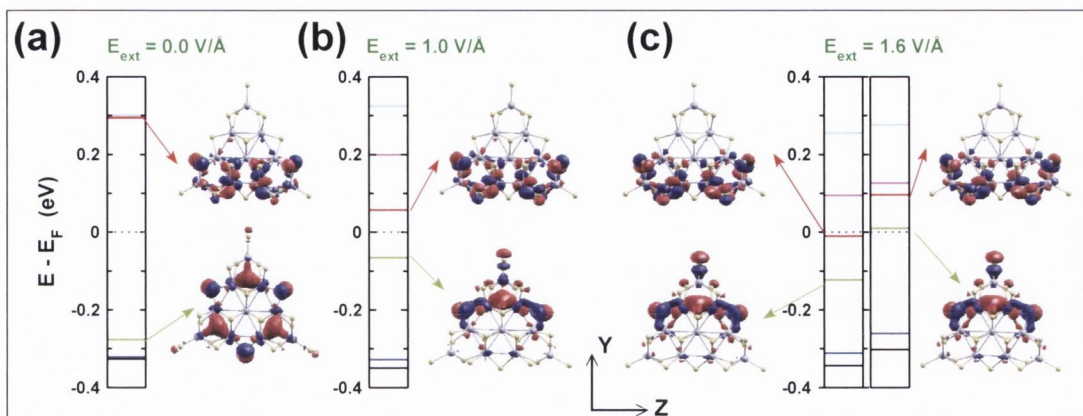 (a)
E_ext = 0.0 V/Å
(b)
E_ext = 1.0 V/Å
(c)
E_ext = 1.6 V/Å
E - E_F (eV)
0.4
0.2
0
-0.2
-0.4
0.4
0.2
0
-0.2
-0.4
0.4
0.2
0
-0.2
-0.4
Y
Z